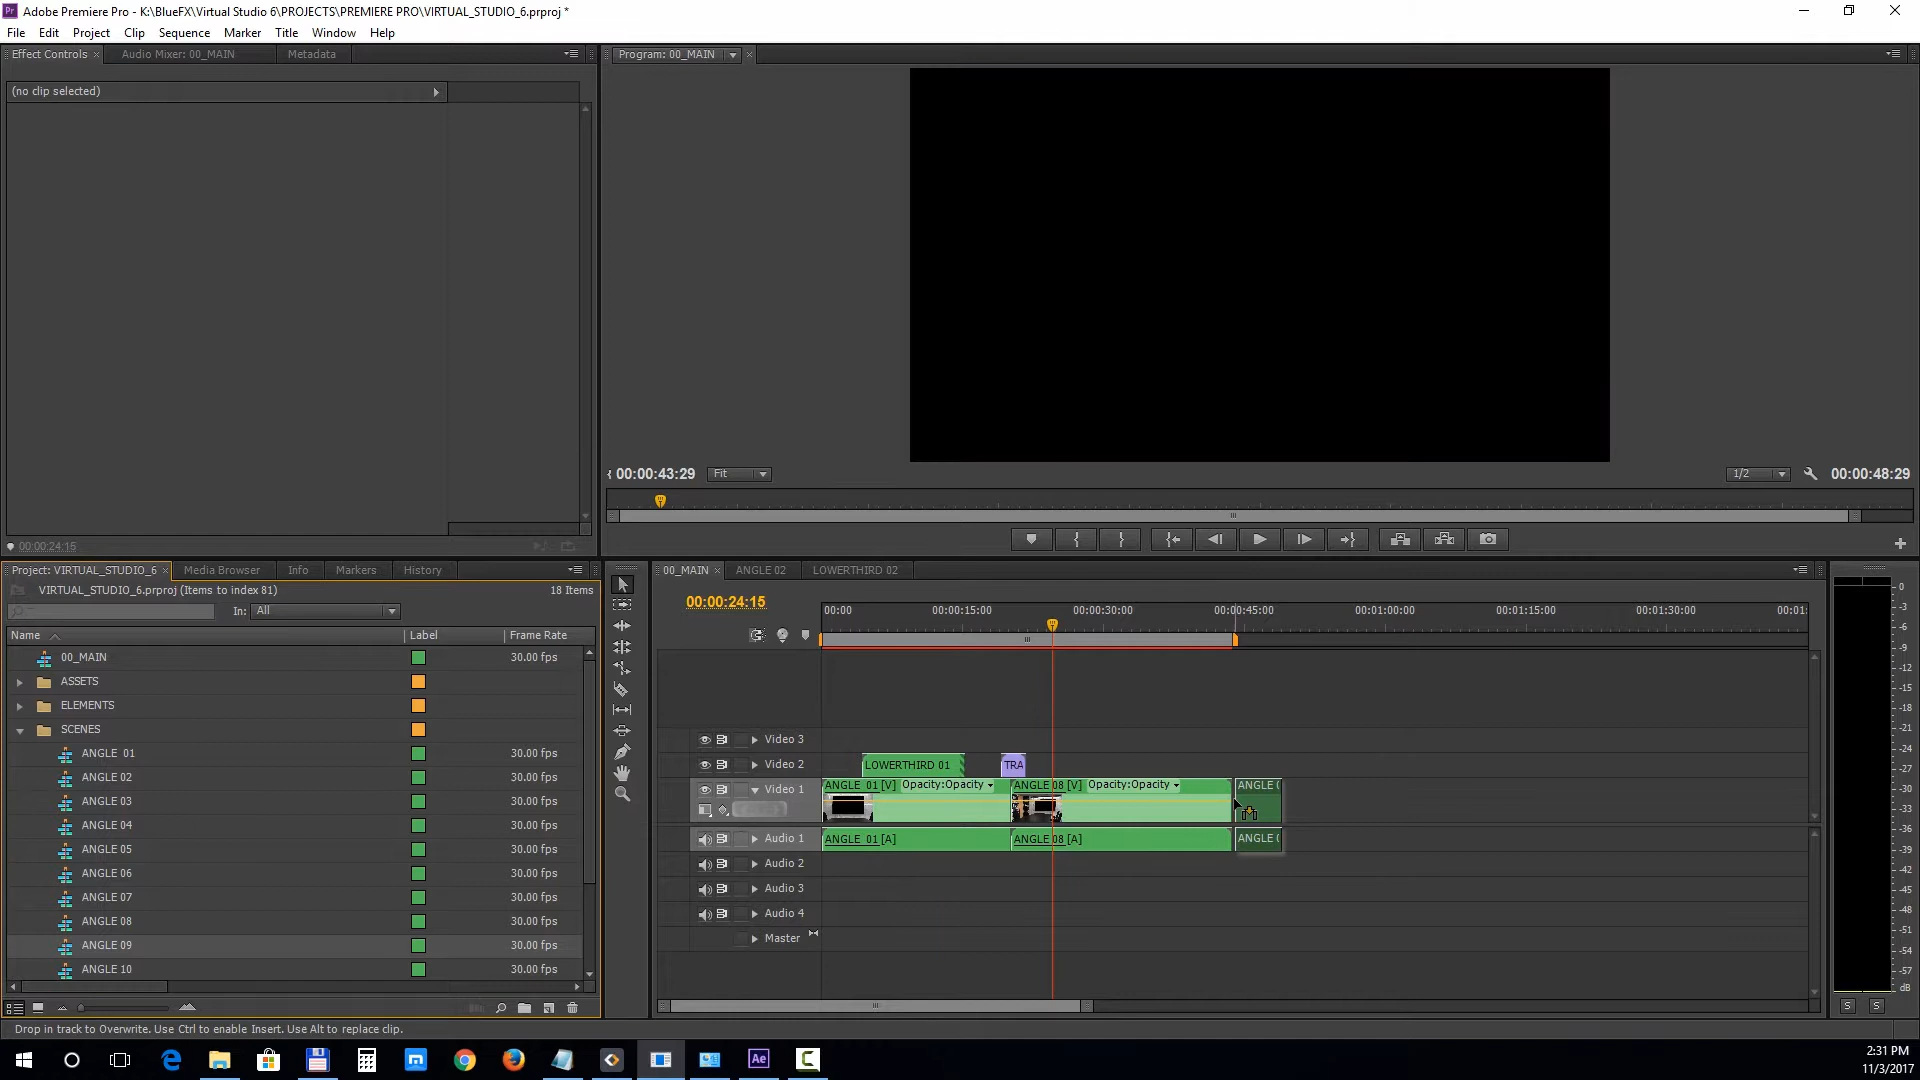 Pr Adobe Premiere Pro - K:\BlueFX\Virtual Studio 6\PROJECTS\PREMIERE PRO\VIRTUAL_STUDIO_6.prproj *
File Edit Project Clip Sequence Marker Title Window Help
Effect Controls Audio Mixer: 00_MAIN Metadata
Program: 00_MAIN
(no clip selected)
00:00:43:29 Fit 1/2 00:00:48:29
00:00:24:15
Project: VIRTUAL_STUDIO_6 Media Browser Info Markers History
VIRTUAL_STUDIO_6.prproj (Items to index 81) 18 Items
In: All
Name Label Frame Rate
00_MAIN 30.00 fps
ASSETS
ELEMENTS
SCENES
ANGLE 01 30.00 fps
ANGLE 02 30.00 fps
ANGLE 03 30.00 fps
ANGLE 04 30.00 fps
ANGLE 05 30.00 fps
ANGLE 06 30.00 fps
ANGLE 07 30.00 fps
ANGLE 08 30.00 fps
ANGLE 09 30.00 fps
ANGLE 10 30.00 fps
00_MAIN ANGLE 02 LOWERTHIRD 02
00:00:24:15
00:00 00:00:15:00 00:00:30:00 00:00:45:00 00:01:00:00 00:01:15:00 00:01:30:00 00:01:
Video 3
Video 2 LOWERTHIRD 01 TRA
Video 1 ANGLE 01 [V] Opacity:Opacity ANGLE 08 [V] Opacity:Opacity ANGLE 0
Audio 1 ANGLE 01 [A] ANGLE 08 [A] ANGLE 0
Audio 2
Audio 3
Audio 4
Master
0
-3
-6
-9
-12
-15
-18
-21
-24
-27
-30
-33
-36
-39
-42
-45
-48
-51
-54
-57
dB
S S
Drop in track to Overwrite. Use Ctrl to enable Insert. Use Alt to replace clip.
Ae
2:31 PM
11/3/2017